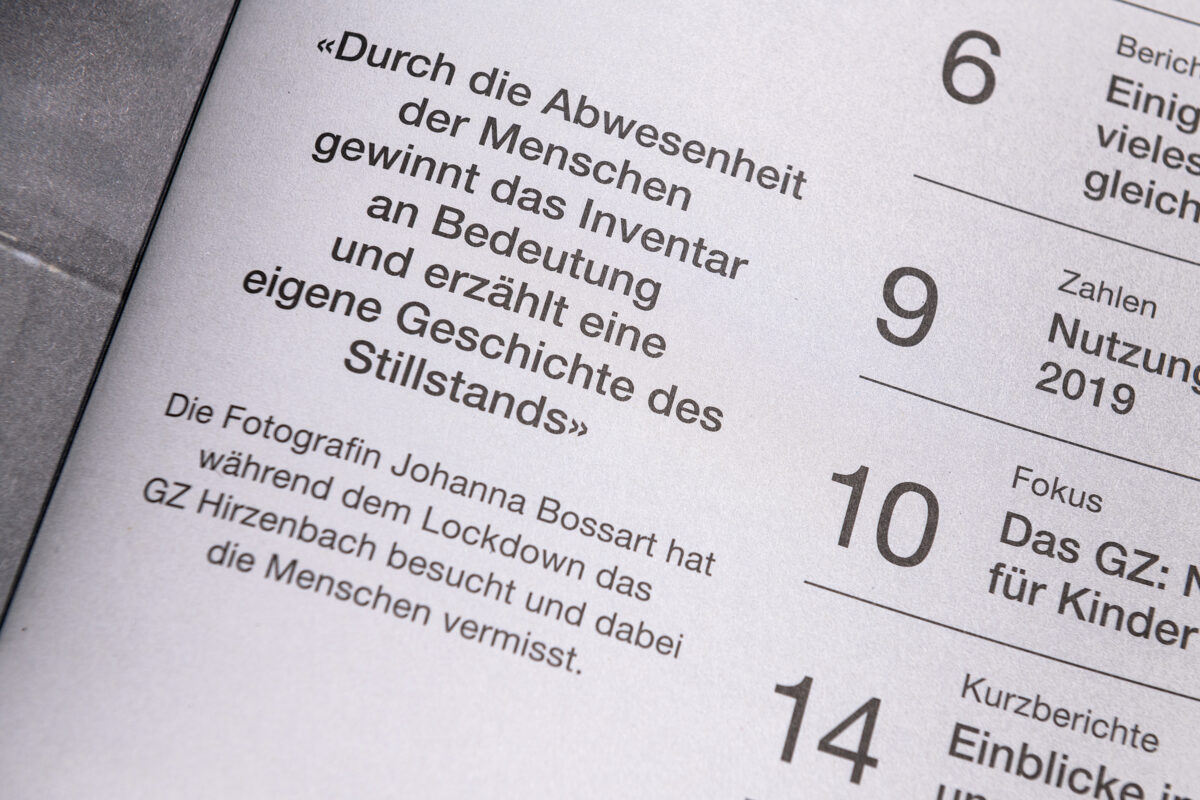 «Durch die Abwesenheit
der Menschen
gewinnt das Inventar
an Bedeutung
und erzählt eine
eigene Geschichte des
Stillstands»
Die Fotografin Johanna Bossart hat
während dem Lockdown das
GZ Hirzenbach besucht und dabei
die Menschen vermisst.
6
Einig
vieles
gleich
9
Zahlen
Nutzung
2019
10
Fokus
Das GZ:
für Kinder
14
Kurzberichte
Einblicke